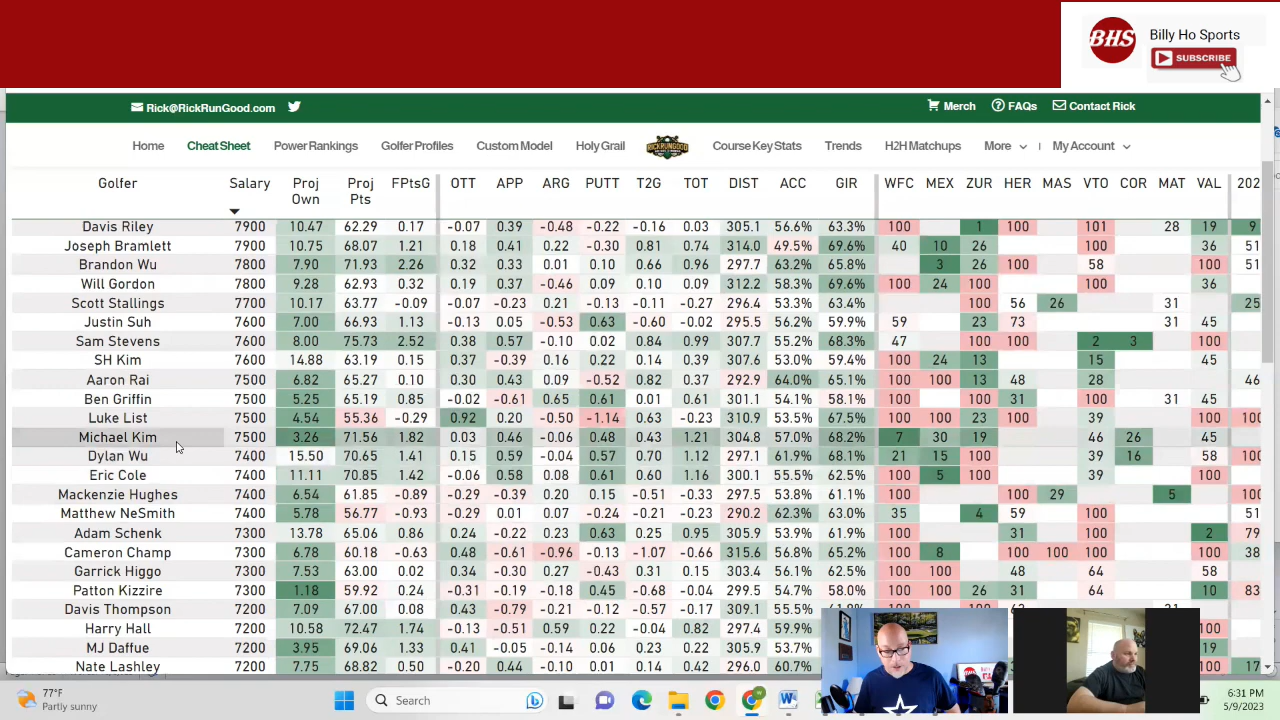 BHS
Billy Ho Sports
SUBSCRIBE
Rick@RickRunGood.com Merch FAQs Contact Rick
Home Cheat Sheet Power Rankings Golfer Profiles Custom Model Holy Grail RICKRUNGOOD Course Key Stats Trends H2H Matchups More My Account
Golfer Salary Proj Own Proj Pts FPtsG OTT APP ARG PUTT T2G TOT DIST ACC GIR WFC MEX ZUR HER MAS VTO COR MAT VAL 202
Davis Riley 7900 10.47 62.29 0.17 -0.07 0.39 -0.48 -0.22 -0.16 0.03 305.1 56.6% 63.3% 100 1 100 101 28 19 9
Joseph Bramlett 7900 10.75 68.07 1.21 0.18 0.41 0.22 -0.30 0.81 0.74 314.0 49.5% 69.6% 40 10 26 100 36 51
Brandon Wu 7800 7.90 71.93 2.26 0.32 0.33 0.01 0.10 0.66 0.96 297.7 63.2% 65.8% 100 3 26 100 58 100 51
Will Gordon 7800 9.28 62.93 0.32 0.19 0.37 -0.46 0.09 0.10 0.09 312.2 58.3% 69.6% 100 24 100 100 36
Scott Stallings 7700 10.17 63.77 -0.09 -0.07 -0.23 0.21 -0.13 -0.11 -0.27 296.4 53.3% 63.4% 100 56 26 100 31 25
Justin Suh 7600 7.00 66.93 1.13 -0.13 0.05 -0.53 0.63 -0.60 -0.02 295.5 56.2% 59.9% 59 23 73 31 45
Sam Stevens 7600 8.00 75.73 2.52 0.38 0.57 -0.10 0.02 0.84 0.99 307.7 55.2% 68.3% 47 100 100 2 3 100
SH Kim 7600 14.88 63.19 0.15 0.37 -0.39 0.16 0.22 0.14 0.39 307.6 53.0% 59.4% 100 24 13 15 45
Aaron Rai 7500 6.82 65.27 0.10 0.30 0.43 0.09 -0.52 0.82 0.37 292.9 64.0% 65.1% 100 100 13 48 28 46
Ben Griffin 7500 5.25 65.19 0.85 -0.02 -0.61 0.65 0.61 0.01 0.61 301.1 54.1% 58.1% 100 100 31 100 31 45
Luke List 7500 4.54 55.36 -0.29 0.92 0.20 -0.50 -1.14 0.63 -0.23 310.9 53.5% 67.5% 100 100 23 100 39 100
Michael Kim 7500 3.26 71.56 1.82 0.03 0.46 -0.06 0.48 0.43 1.21 304.8 57.0% 68.2% 7 30 19 46 26 45
Dylan Wu 7400 15.50 70.65 1.41 0.15 0.59 -0.04 0.57 0.70 1.12 297.1 61.9% 68.1% 21 15 100 39 16 58 100
Eric Cole 7400 11.11 70.85 1.42 -0.06 0.58 0.08 0.61 0.60 1.16 300.1 55.5% 62.5% 100 5 100 39
Mackenzie Hughes 7400 6.54 61.85 -0.89 -0.29 -0.39 0.20 0.15 -0.51 -0.33 297.5 53.8% 61.1% 100 100 29 100 5 100
Matthew NeSmith 7400 5.78 56.77 -0.93 -0.29 0.01 0.07 -0.24 -0.21 -0.23 290.2 62.3% 63.0% 35 4 59 100 51
Adam Schenk 7300 13.78 65.06 0.86 0.24 -0.22 0.23 0.63 0.25 0.95 307.0 53.9% 61.9% 100 31 100 2 79
Cameron Champ 7300 6.78 60.18 -0.63 0.48 -0.61 -0.96 -0.13 -1.07 -0.66 315.6 56.8% 65.2% 100 8 100 100 100 100 38
Garrick Higgo 7300 7.53 63.00 0.02 0.34 -0.30 0.27 -0.43 0.31 0.15 303.4 56.1% 62.5% 100 100 48 64 58
Patton Kizzire 7300 1.18 59.92 0.24 -0.31 -0.19 -0.18 0.45 -0.68 -0.04 299.5 54.7% 58.0% 100 100 26 31 64 10 83
Davis Thompson 7200 7.09 67.00 0.08 0.43 -0.79 -0.21 -0.12 -0.57 -0.17 309.1 55.5%
Harry Hall 7200 10.58 72.47 1.74 -0.13 -0.51 0.59 0.22 -0.04 0.82 297.4 59.9% 100
MJ Daffue 7200 3.95 69.06 1.33 0.41 -0.05 -0.14 0.06 0.23 0.22 305.9 53.7% 19
Nate Lashley 7200 7.75 68.82 0.50 -0.20 0.44 -0.10 0.01 0.14 0.42 296.0 60.7% 100 17
77°F
Partly sunny
Search
6:31 PM
5/9/2023